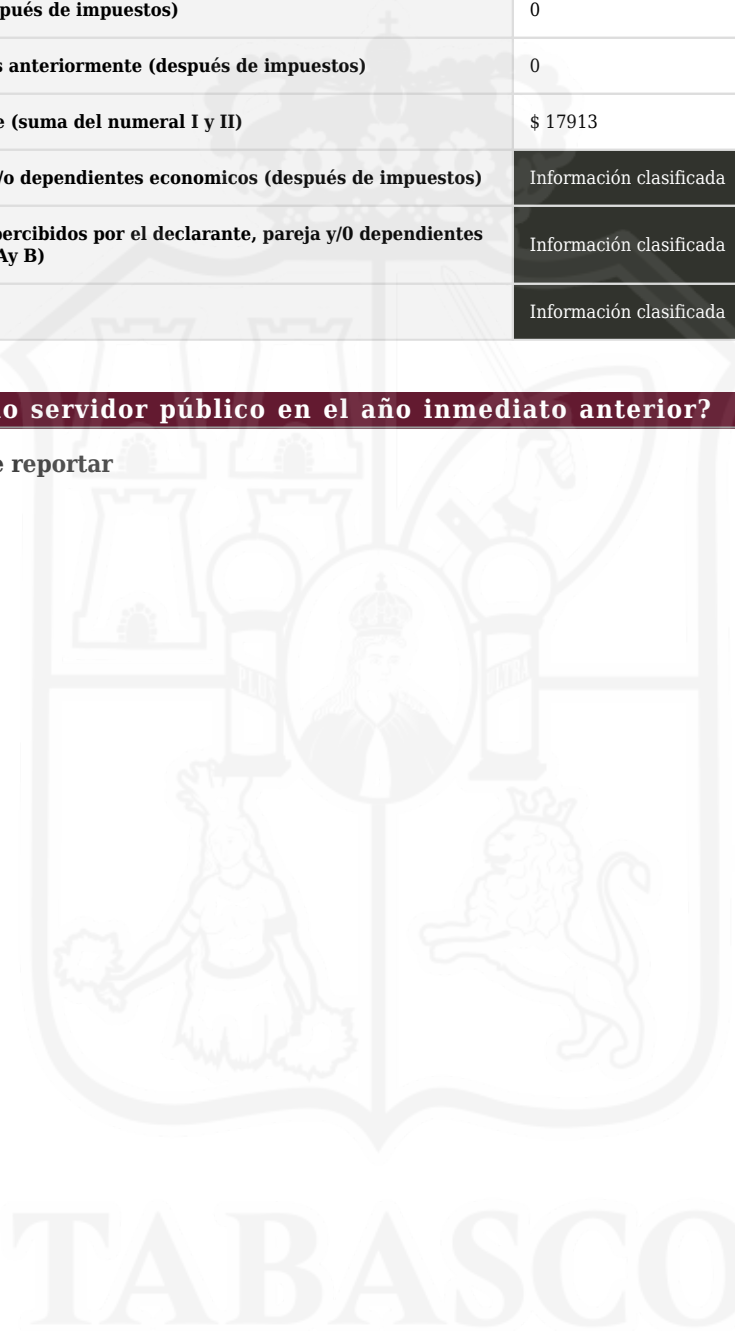 pués de impuestos) 0
s anteriormente (después de impuestos) 0
e (suma del numeral I y II) $ 17913
/o dependientes economicos (después de impuestos) Información clasificada
percibidos por el declarante, pareja y/0 dependientes
Ay B) Información clasificada
Información clasificada
o servidor público en el año inmediato anterior?
e reportar
PLUS ULTRA
TABASCO